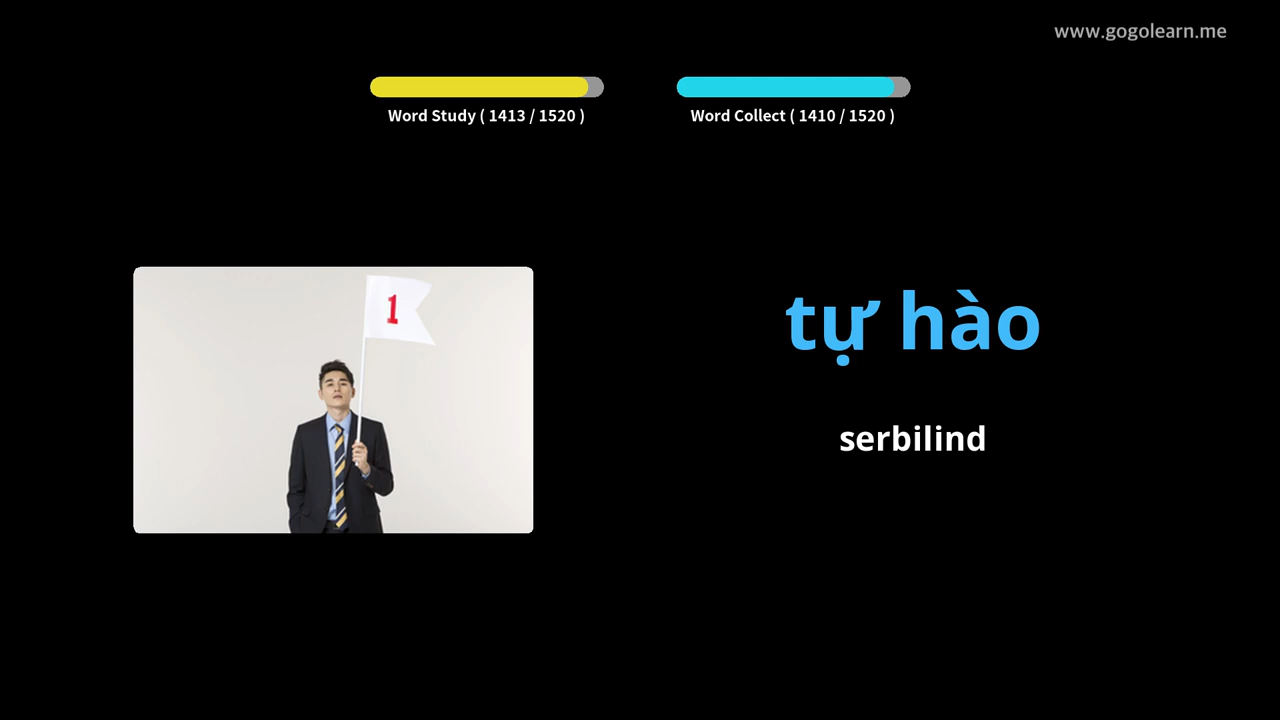 www.gogolearn.me
Word Study ( 1413 / 1520 )
Word Collect ( 1410 / 1520 )
1
tự hào
serbilind